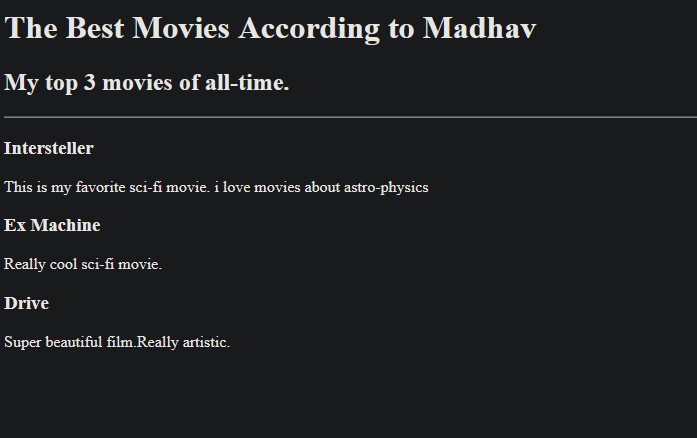 The Best Movies According to Madhav
My top 3 movies of all-time.
Intersteller
This is my favorite sci-fi movie. i love movies about astro-physics
Ex Machine
Really cool sci-fi movie.
Drive
Super beautiful film.Really artistic.